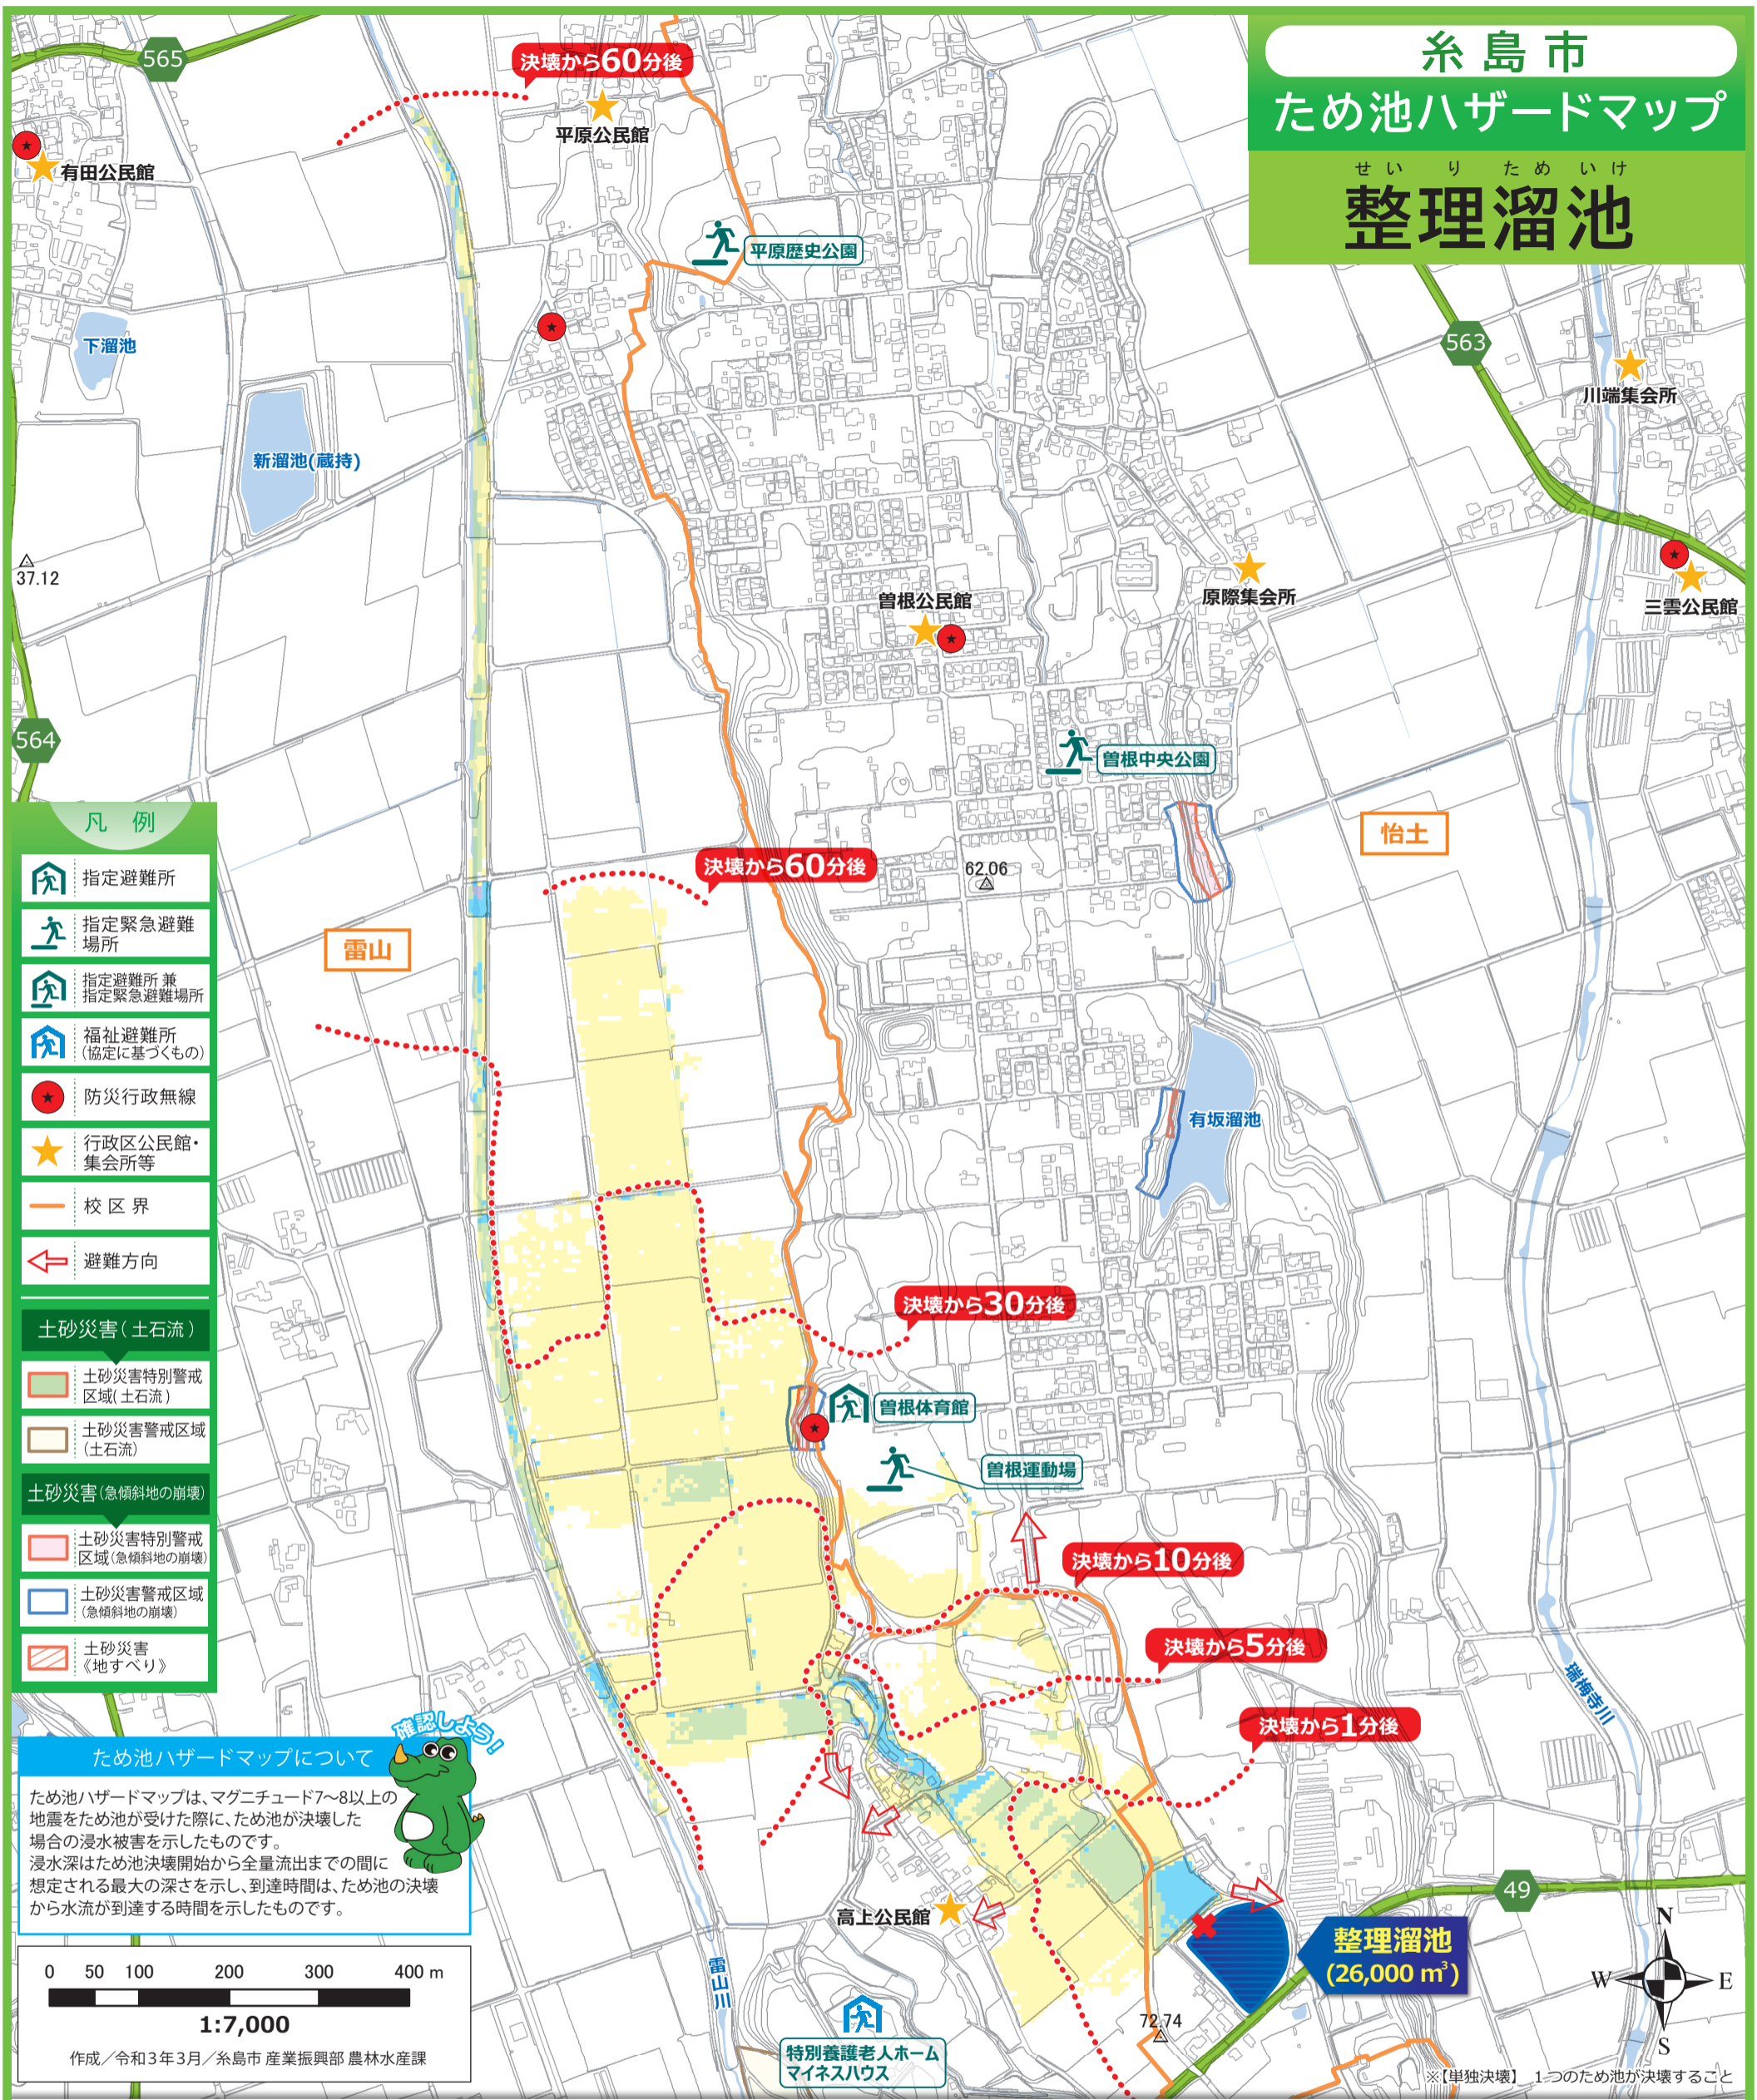 糸島市
ため池ハザードマップ
せいりためいけ
整理溜池
565
決壊から60分後
平原公民館
有田公民館
平原歴史公園
563
下溜池
川端集会所
新溜池(蔵持)
37.12
原際集会所
曽根公民館
三雲公民館
564
曽根中央公園
怡土
決壊から60分後
62.06
雷山
有坂溜池
決壊から30分後
曽根体育館
曽根運動場
決壊から10分後
決壊から5分後
決壊から1分後
瑞梅寺川
高上公民館
49
整理溜池
(26,000 ㎥)
雷山川
72.74
特別養護老人ホーム
マイネスハウス
N
W
E
S
※【単独決壊】 1つのため池が決壊すること
凡 例
指定避難所
指定緊急避難
場所
指定避難所 兼
指定緊急避難場所
福祉避難所
(協定に基づくもの)
防災行政無線
行政区公民館・
集会所等
校 区 界
避難方向
土砂災害(土石流)
土砂災害特別警戒
区域(土石流)
土砂災害警戒区域
(土石流)
土砂災害(急傾斜地の崩壊)
土砂災害特別警戒
区域(急傾斜地の崩壊)
土砂災害警戒区域
(急傾斜地の崩壊)
土砂災害
《地すべり》
確認しよう!
ため池ハザードマップについて
ため池ハザードマップは、マグニチュード7〜8以上の
地震をため池が受けた際に、ため池が決壊した
場合の浸水被害を示したものです。
浸水深はため池決壊開始から全量流出までの間に
想定される最大の深さを示し、到達時間は、ため池の決壊
から水流が到達する時間を示したものです。
0 50 100 200 300 400 m
1:7,000
作成／令和3年3月／糸島市 産業振興部 農林水産課